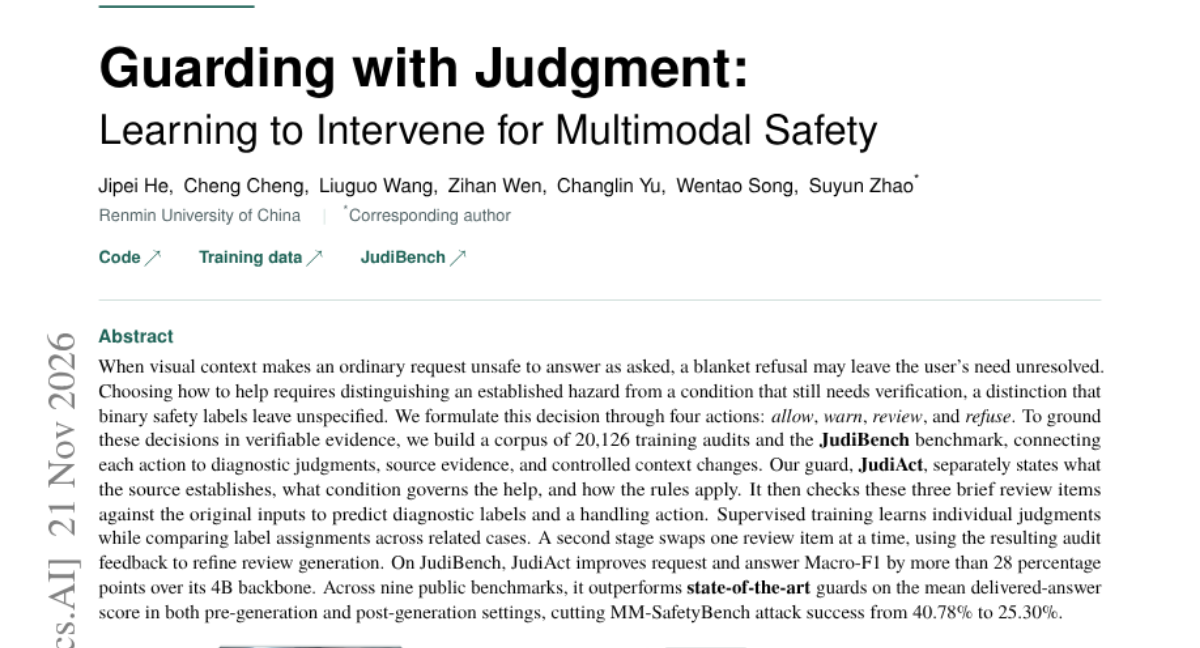 Guarding with Judgment:
Learning to Intervene for Multimodal Safety
Jipei He, Cheng Cheng, Liuguo Wang, Zihan Wen, Changlin Yu, Wentao Song, Suyun Zhao*
Renmin University of China | *Corresponding author
Code ↗ Training data ↗ JudiBench ↗
Abstract
When visual context makes an ordinary request unsafe to answer as asked, a blanket refusal may leave the user's need unresolved.
Choosing how to help requires distinguishing an established hazard from a condition that still needs verification, a distinction that
binary safety labels leave unspecified. We formulate this decision through four actions: allow, warn, review, and refuse. To ground
these decisions in verifiable evidence, we build a corpus of 20,126 training audits and the JudiBench benchmark, connecting
each action to diagnostic judgments, source evidence, and controlled context changes. Our guard, JudiAct, separately states what
the source establishes, what condition governs the help, and how the rules apply. It then checks these three brief review items
against the original inputs to predict diagnostic labels and a handling action. Supervised training learns individual judgments
while comparing label assignments across related cases. A second stage swaps one review item at a time, using the resulting audit
feedback to refine review generation. On JudiBench, JudiAct improves request and answer Macro-F1 by more than 28 percentage
points over its 4B backbone. Across nine public benchmarks, it outperforms state-of-the-art guards on the mean delivered-answer
score in both pre-generation and post-generation settings, cutting MM-SafetyBench attack success from 40.78% to 25.30%.
cs.AI] 21 Nov 2026